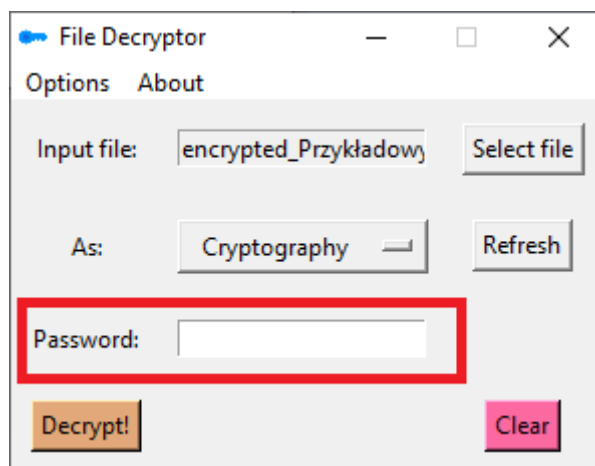 File Decryptor
Options About
Input file: encrypted_Przykładowy Select file
As: Cryptography Refresh
Password:
Decrypt! Clear